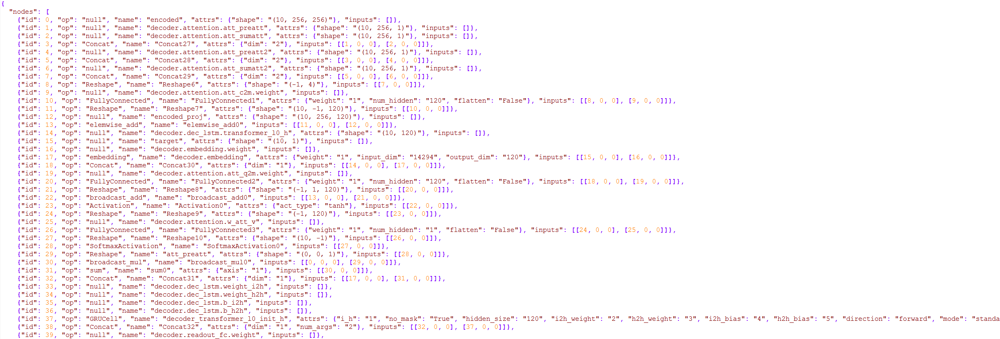 {
"nodes": [
{"id": 0, "op": "null", "name": "encoded", "attrs": {"shape": "(10, 256, 256)"}, "inputs": []},
{"id": 1, "op": "null", "name": "decoder.attention.att_preatt", "attrs": {"shape": "(10, 256, 1)"}, "inputs": []},
{"id": 2, "op": "null", "name": "decoder.attention.att_sumatt", "attrs": {"shape": "(10, 256, 1)"}, "inputs": []},
{"id": 3, "op": "Concat", "name": "Concat27", "attrs": {"dim": "2"}, "inputs": [[1, 0, 0], [2, 0, 0]]},
{"id": 4, "op": "null", "name": "decoder.attention.att_preatt2", "attrs": {"shape": "(10, 256, 1)"}, "inputs": []},
{"id": 5, "op": "Concat", "name": "Concat28", "attrs": {"dim": "2"}, "inputs": [[3, 0, 0], [4, 0, 0]]},
{"id": 6, "op": "null", "name": "decoder.attention.att_sumatt2", "attrs": {"shape": "(10, 256, 1)"}, "inputs": []},
{"id": 7, "op": "Concat", "name": "Concat29", "attrs": {"dim": "2"}, "inputs": [[5, 0, 0], [6, 0, 0]]},
{"id": 8, "op": "Reshape", "name": "Reshape6", "attrs": {"shape": "(-1, 4)"}, "inputs": [[7, 0, 0]]},
{"id": 9, "op": "null", "name": "decoder.attention.att_c2m.weight", "inputs": []},
{"id": 10, "op": "FullyConnected", "name": "FullyConnected1", "attrs": {"weight": "1", "num_hidden": "120", "flatten": "False"}, "inputs": [[8, 0, 0], [9, 0, 0]]},
{"id": 11, "op": "Reshape", "name": "Reshape7", "attrs": {"shape": "(10, -1, 120)"}, "inputs": [[10, 0, 0]]},
{"id": 12, "op": "null", "name": "encoded_proj", "attrs": {"shape": "(10, 256, 120)"}, "inputs": []},
{"id": 13, "op": "elemwise_add", "name": "elemwise_add0", "inputs": [[11, 0, 0], [12, 0, 0]]},
{"id": 14, "op": "null", "name": "decoder.dec_lstm.transformer_l0_h", "attrs": {"shape": "(10, 120)"}, "inputs": []},
{"id": 15, "op": "null", "name": "target", "attrs": {"shape": "(10, 1)"}, "inputs": []},
{"id": 16, "op": "null", "name": "decoder.embedding.weight", "inputs": []},
{"id": 17, "op": "embedding", "name": "decoder.embedding", "attrs": {"weight": "1", "input_dim": "14294", "output_dim": "120"}, "inputs": [[15, 0, 0], [16, 0, 0]]},
{"id": 18, "op": "Concat", "name": "Concat30", "attrs": {"dim": "1"}, "inputs": [[14, 0, 0], [17, 0, 0]]},
{"id": 19, "op": "null", "name": "decoder.attention.att_q2m.weight", "inputs": []},
{"id": 20, "op": "FullyConnected", "name": "FullyConnected2", "attrs": {"weight": "1", "num_hidden": "120", "flatten": "False"}, "inputs": [[18, 0, 0], [19, 0, 0]]},
{"id": 21, "op": "Reshape", "name": "Reshape8", "attrs": {"shape": "(-1, 1, 120)"}, "inputs": [[20, 0, 0]]},
{"id": 22, "op": "broadcast_add", "name": "broadcast_add0", "inputs": [[13, 0, 0], [21, 0, 0]]},
{"id": 23, "op": "Activation", "name": "Activation0", "attrs": {"act_type": "tanh"}, "inputs": [[22, 0, 0]]},
{"id": 24, "op": "Reshape", "name": "Reshape9", "attrs": {"shape": "(-1, 120)"}, "inputs": [[23, 0, 0]]},
{"id": 25, "op": "null", "name": "decoder.attention.w_att_v", "inputs": []},
{"id": 26, "op": "FullyConnected", "name": "FullyConnected3", "attrs": {"weight": "1", "num_hidden": "1", "flatten": "False"}, "inputs": [[24, 0, 0], [25, 0, 0]]},
{"id": 27, "op": "Reshape", "name": "Reshape10", "attrs": {"shape": "(10, -1)"}, "inputs": [[26, 0, 0]]},
{"id": 28, "op": "SoftmaxActivation", "name": "SoftmaxActivation0", "inputs": [[27, 0, 0]]},
{"id": 29, "op": "Reshape", "name": "att_preatt", "attrs": {"shape": "(0, 0, 1)"}, "inputs": [[28, 0, 0]]},
{"id": 30, "op": "broadcast_mul", "name": "broadcast_mul0", "inputs": [[0, 0, 0], [29, 0, 0]]},
{"id": 31, "op": "sum", "name": "sum0", "attrs": {"axis": "1"}, "inputs": [[30, 0, 0]]},
{"id": 32, "op": "Concat", "name": "Concat31", "attrs": {"dim": "1"}, "inputs": [[17, 0, 0], [31, 0, 0]]},
{"id": 33, "op": "null", "name": "decoder.dec_lstm.weight_i2h", "inputs": []},
{"id": 34, "op": "null", "name": "decoder.dec_lstm.weight_h2h", "inputs": []},
{"id": 35, "op": "null", "name": "decoder.dec_lstm.b_i2h", "inputs": []},
{"id": 36, "op": "null", "name": "decoder.dec_lstm.b_h2h", "inputs": []},
{"id": 37, "op": "GRUCell", "name": "decoder_transformer_l0_init_h", "attrs": {"i_h": "1", "no_mask": "True", "hidden_size": "120", "i2h_weight": "2", "h2h_weight": "3", "i2h_bias": "4", "h2h_bias": "5", "direction": "forward", "mode": "standa
{"id": 38, "op": "Concat", "name": "Concat32", "attrs": {"dim": "1", "num_args": "2"}, "inputs": [[32, 0, 0], [37, 0, 0]]},
{"id": 39, "op": "null", "name": "decoder.readout_fc.weight", "inputs": []},